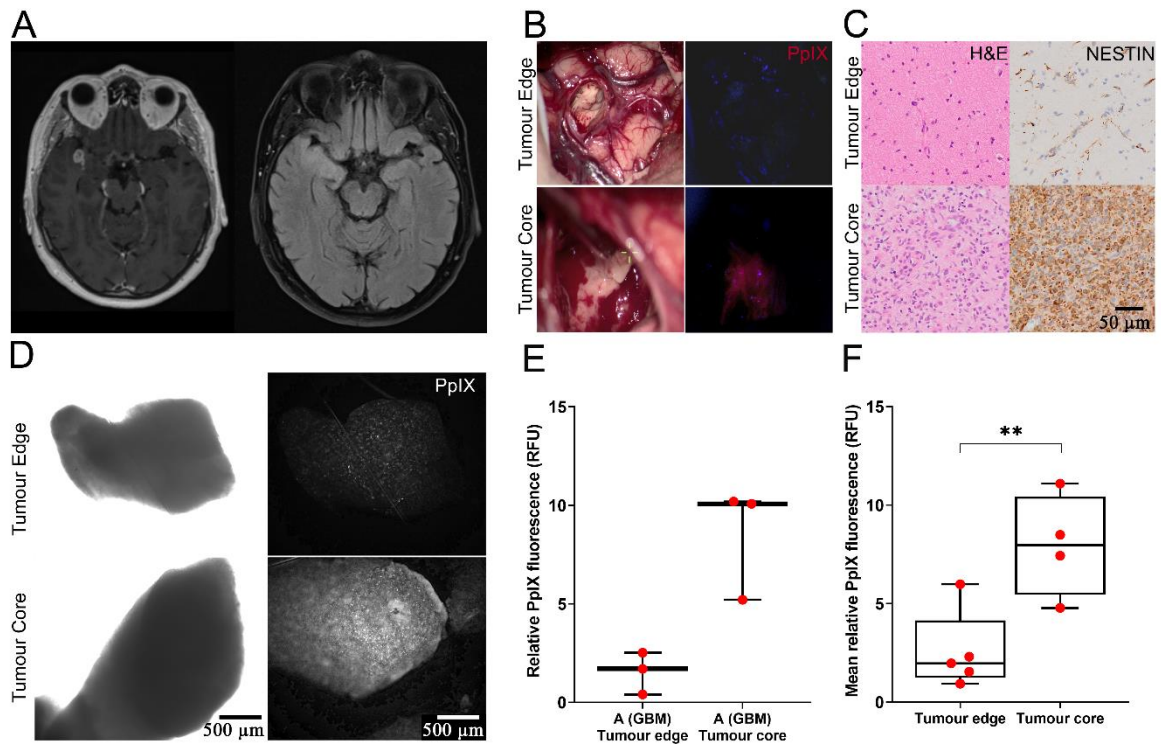 A
B
C
Tumour Edge
Tumour Core
PpIX
Tumour Edge
Tumour Core
H&E
NESTIN
50 µm
D
E
F
Tumour Edge
Tumour Core
PpIX
500 µm
500 µm
Relative PpIX fluorescence (RFU)
15
10
5
0
A (GBM)
Tumour edge
A (GBM)
Tumour core
Mean relative PpIX fluorescence (RFU)
15
10
5
0
**
Tumour edge
Tumour core